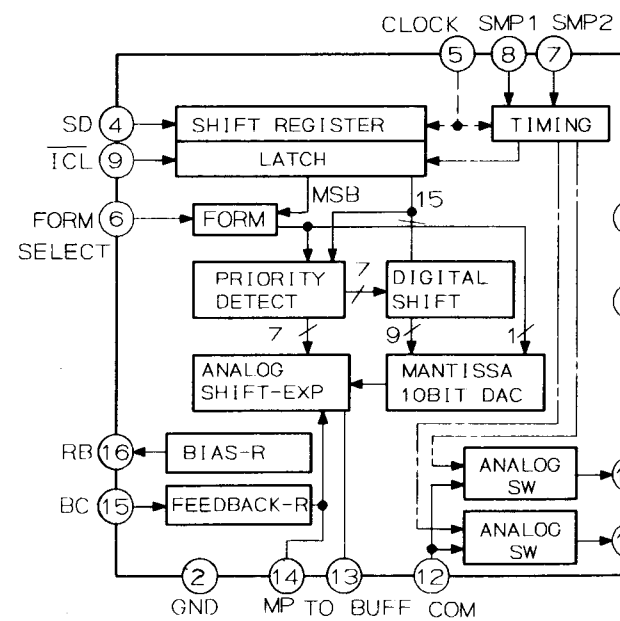 CLOCK SMP1 SMP2
5 8 7
SD 4 SHIFT REGISTER TIMING
ICL 9 LATCH
MSB 15
FORM 6 FORM
SELECT
PRIORITY
DETECT
7
DIGITAL
SHIFT
7 9 1
ANALOG
SHIFT-EXP
MANTISSA
10BIT DAC
RB 16 BIAS-R
ANALOG
SW
BC 15 FEEDBACK-R
ANALOG
SW
2 14 13 12
GND MP TO BUFF COM